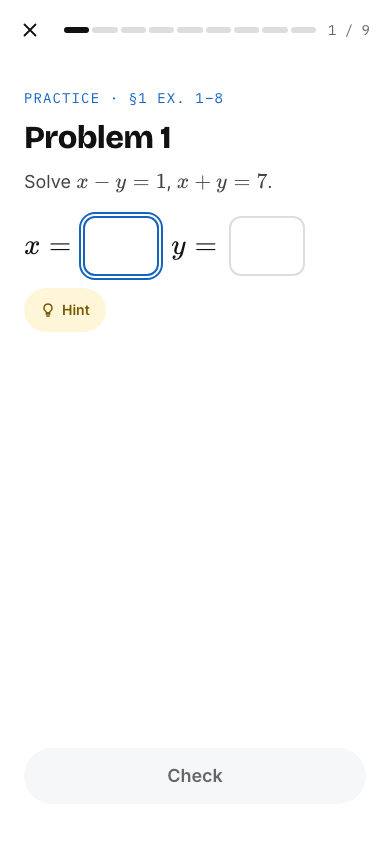 1 / 9
PRACTICE · §1 EX. 1–8
Problem 1
Solve x − y = 1, x + y = 7.
x = y =
Hint
Check